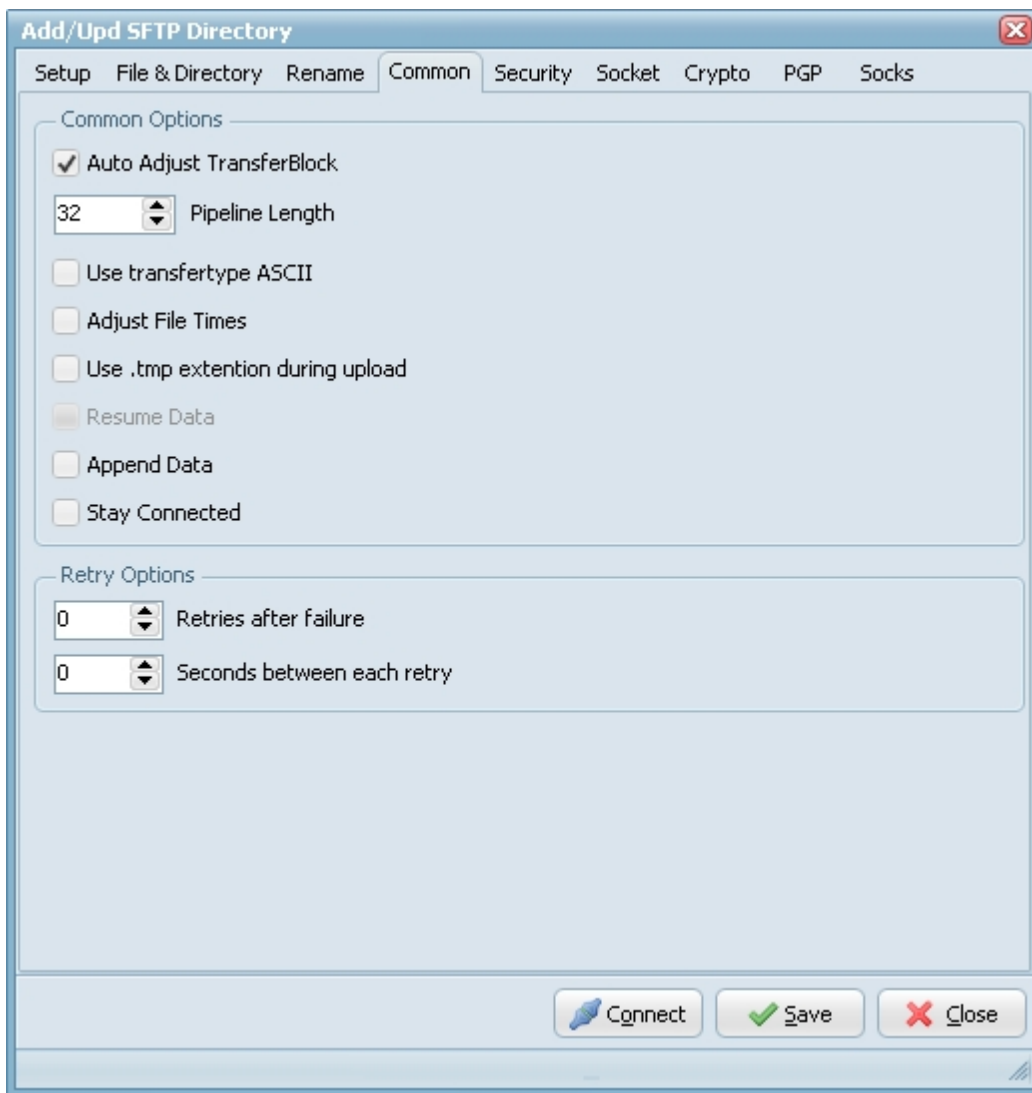 Add/Upd SFTP Directory
Setup File & Directory Rename Common Security Socket Crypto PGP Socks
Common Options
Auto Adjust TransferBlock
32 Pipeline Length
Use transfertype ASCII
Adjust File Times
Use .tmp extention during upload
Resume Data
Append Data
Stay Connected
Retry Options
0 Retries after failure
0 Seconds between each retry
Connect Save Close